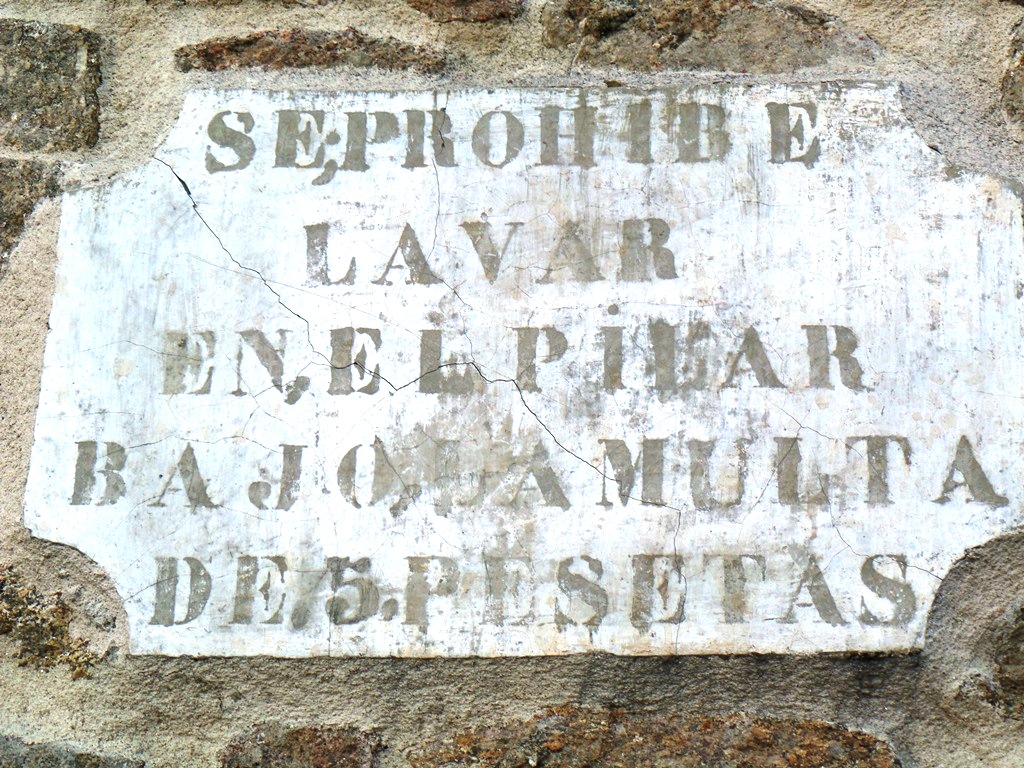 SE PROHIBE
LAVAR
EN EL PILAR
BAJO LA MULTA
DE 5 PESETAS